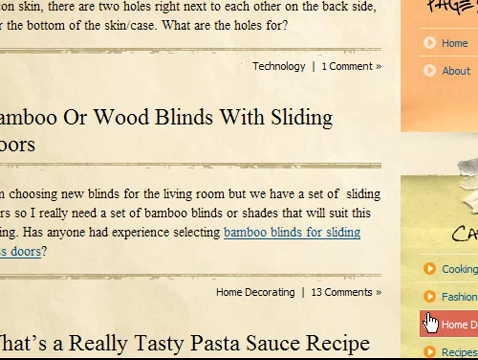 con skin, there are two holes right next to each other on the back side,
r the bottom of the skin/case. What are the holes for?
Technology | 1 Comment »
amboo Or Wood Blinds With Sliding
oors
m choosing new blinds for the living room but we have a set of sliding
rs so I really need a set of bamboo blinds or shades that will suit this
ing. Has anyone had experience selecting bamboo blinds for sliding
ss doors?
Home Decorating | 13 Comments »
hat's a Really Tasty Pasta Sauce Recipe
PAGES
Home
About
CA
Cooking
Fashion
Home D
Recipes